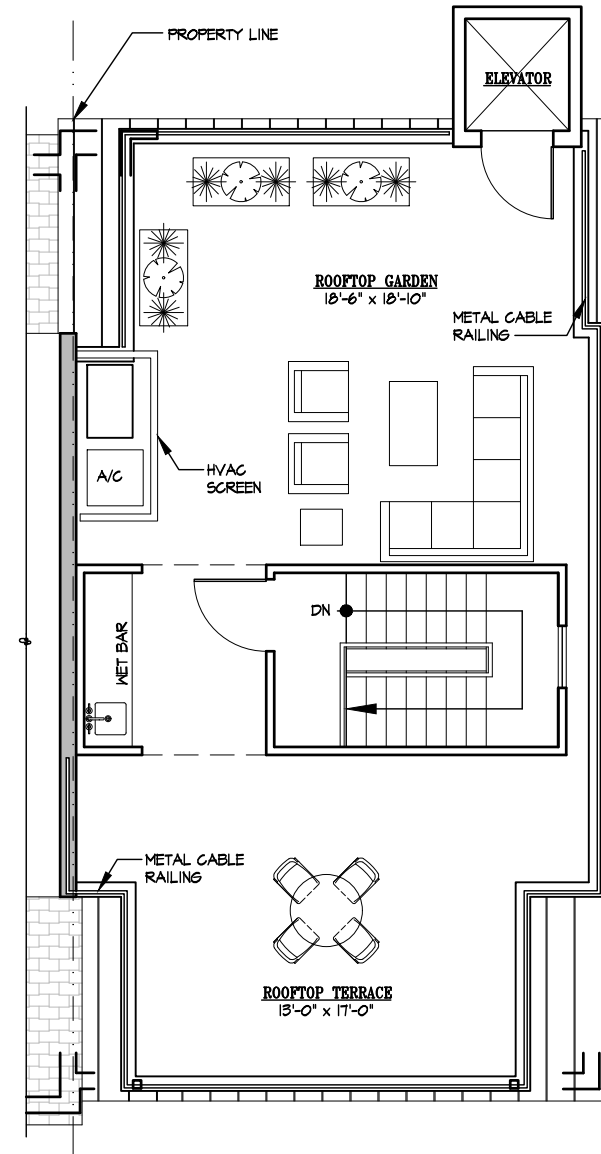 PROPERTY LINE
ELEVATOR
ROOFTOP GARDEN
18'-6" x 18'-10"
METAL CABLE
RAILING
A/C
HVAC
SCREEN
DN
WET BAR
METAL CABLE
RAILING
ROOFTOP TERRACE
13'-0" x 17'-0"